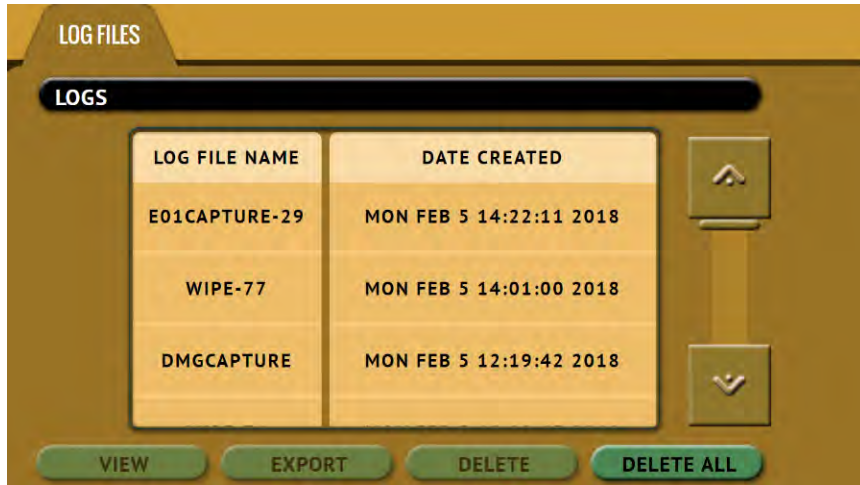 LOG FILES
LOGS
LOG FILE NAME DATE CREATED
E01CAPTURE-29 MON FEB 5 14:22:11 2018
WIPE-77 MON FEB 5 14:01:00 2018
DMGCAPTURE MON FEB 5 12:19:42 2018
VIEW EXPORT DELETE DELETE ALL